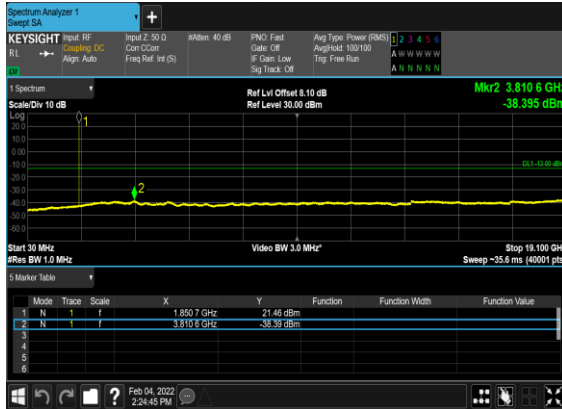 Spectrum Analyzer 1
Swept SA
KEYSIGHT
RL
LU
Input: RF
Coupling: DC
Align: Auto
Input Z: 50 Ω
Corr CCorr
Freq Ref: Int (S)
#Atten: 40 dB
PNO: Fast
Gate: Off
IF Gain: Low
Sig Track: Off
Avg Type: Power (RMS)
Avg|Hold: 100/100
Trig: Free Run
1 2 3 4 5 6
A W W W W W
A N N N N N
1 Spectrum
Scale/Div 10 dB
Ref Lvl Offset 8.10 dB
Ref Level 30.00 dBm
Mkr2 3.810 6 GHz
-38.395 dBm
Log
20.0
10.0
0.00
-10.0
-20.0
-30.0
-40.0
-50.0
-60.0
1
2
DL1 -13.00 dBm
Start 30 MHz
#Res BW 1.0 MHz
Video BW 3.0 MHz*
Stop 19.100 GHz
Sweep ~35.6 ms (40001 pts)
5 Marker Table
Mode Trace Scale X Y Function Function Width Function Value
1 N 1 f 1.850 7 GHz 21.46 dBm
2 N 1 f 3.810 6 GHz -38.39 dBm
3
4
5
6
?
Feb 04, 2022
2:24:45 PM